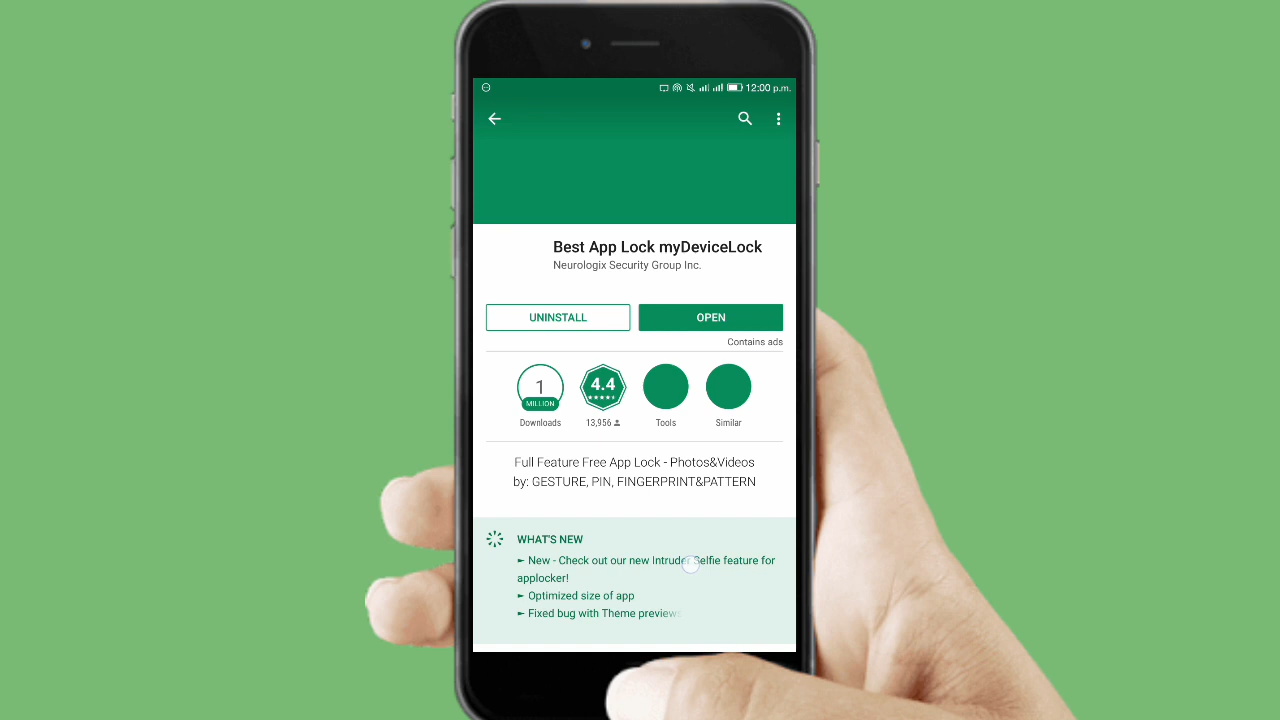 12:00 p.m.
Best App Lock myDeviceLock
Neurologix Security Group Inc.
UNINSTALL
OPEN
Contains ads
1
MILLION
Downloads
4.4
13,956
Tools
Similar
Full Feature Free App Lock - Photos&Videos
by: GESTURE, PIN, FINGERPRINT&PATTERN
WHAT'S NEW
► New - Check out our new Intruder Selfie feature for
applocker!
► Optimized size of app
► Fixed bug with Theme previews